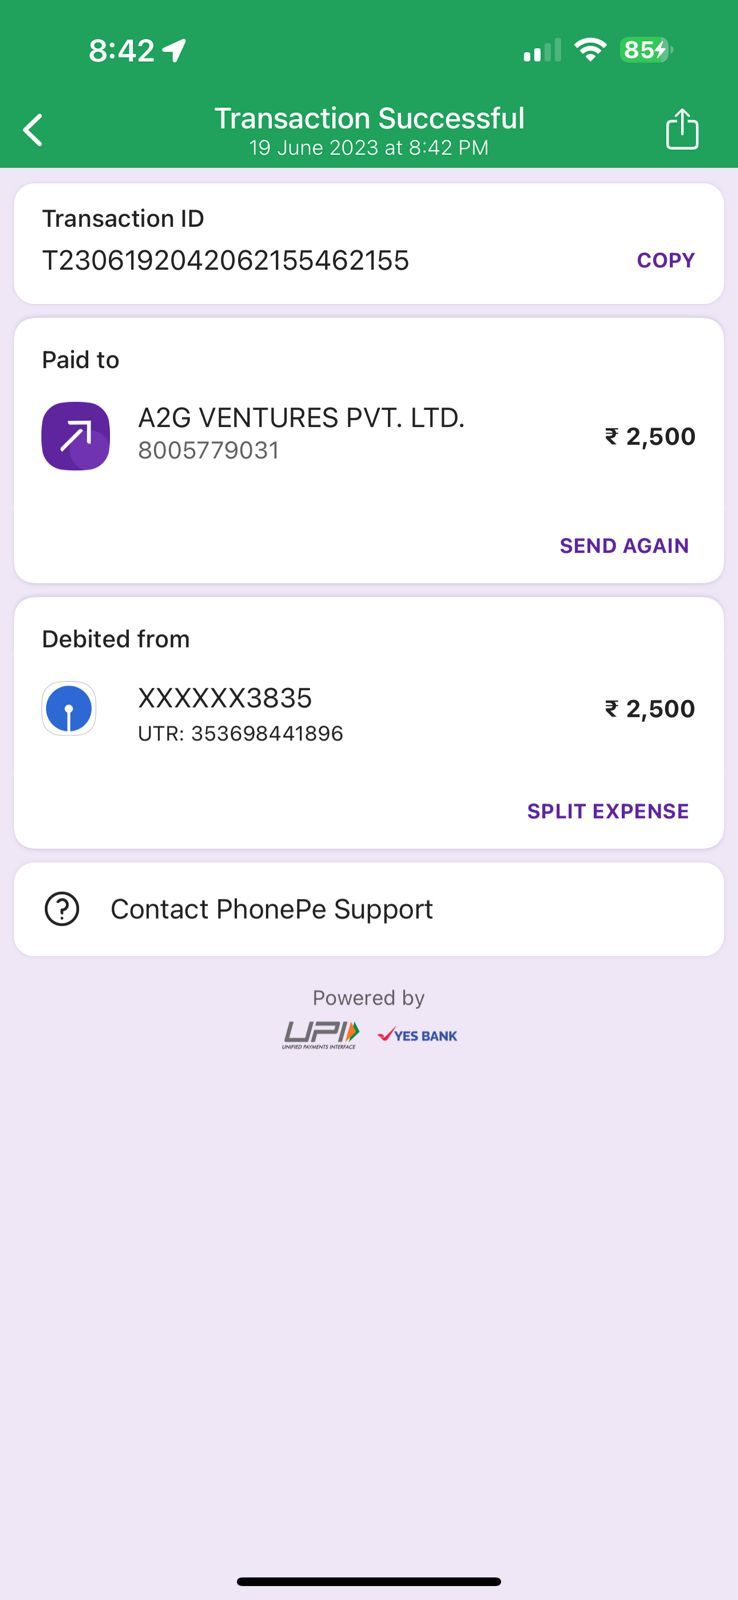 8:42
85
Transaction Successful
19 June 2023 at 8:42 PM
Transaction ID
T2306192042062155462155
COPY
Paid to
A2G VENTURES PVT. LTD.
8005779031
₹ 2,500
SEND AGAIN
Debited from
XXXXXX3835
UTR: 353698441896
₹ 2,500
SPLIT EXPENSE
Contact PhonePe Support
Powered by
UPI
UNIFIED PAYMENTS INTERFACE
YES BANK